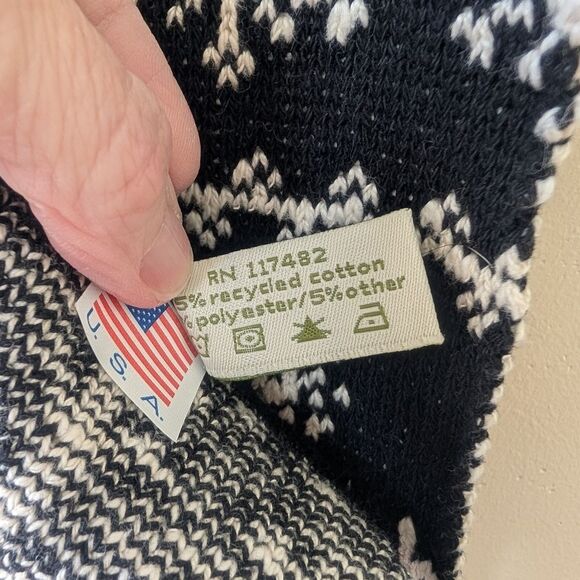 RN 117482
5% recycled cotton
% polyester/5% other
U. S. A.